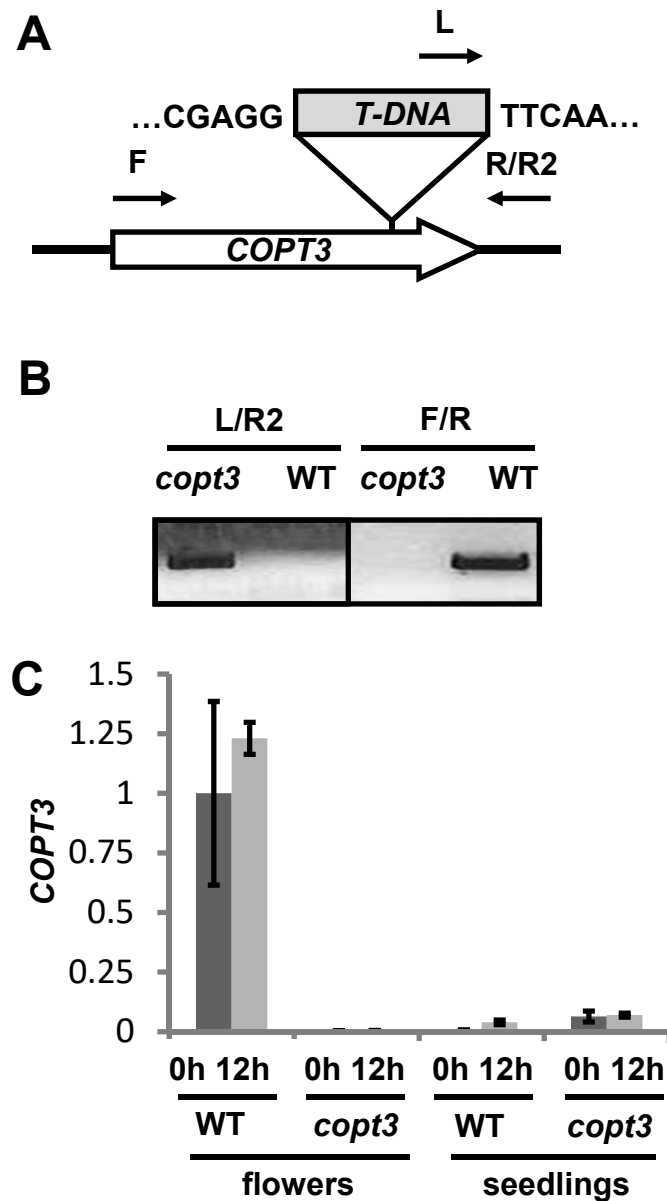 A
L
...CGAGG T-DNA TTCAA...
F
R/R2
COPT3
B
L/R2 F/R
copt3 WT copt3 WT
C
1.5
1.25
1
0.75
0.5
0.25
0
COPT3
0h 12h 0h 12h 0h 12h 0h 12h
WT copt3 WT copt3
flowers seedlings